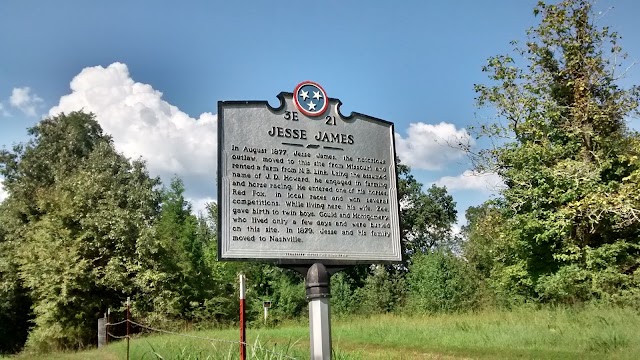 3E 21
JESSE JAMES
In August 1877, Jesse James, the notorious
outlaw, moved to this site from Missouri and
rented a farm from N.B. Link. Using the assumed
name of J. D. Howard, he engaged in farming
and horse racing. He entered one of his horses,
Red Fox, in local races and won several
competitions. While living here, his wife, Zee,
gave birth to twin boys, Gould and Montgomery,
who lived only a few days and were buried
on this site. In 1879, Jesse and his family
moved to Nashville.
TENNESSEE HISTORICAL COMMISSION